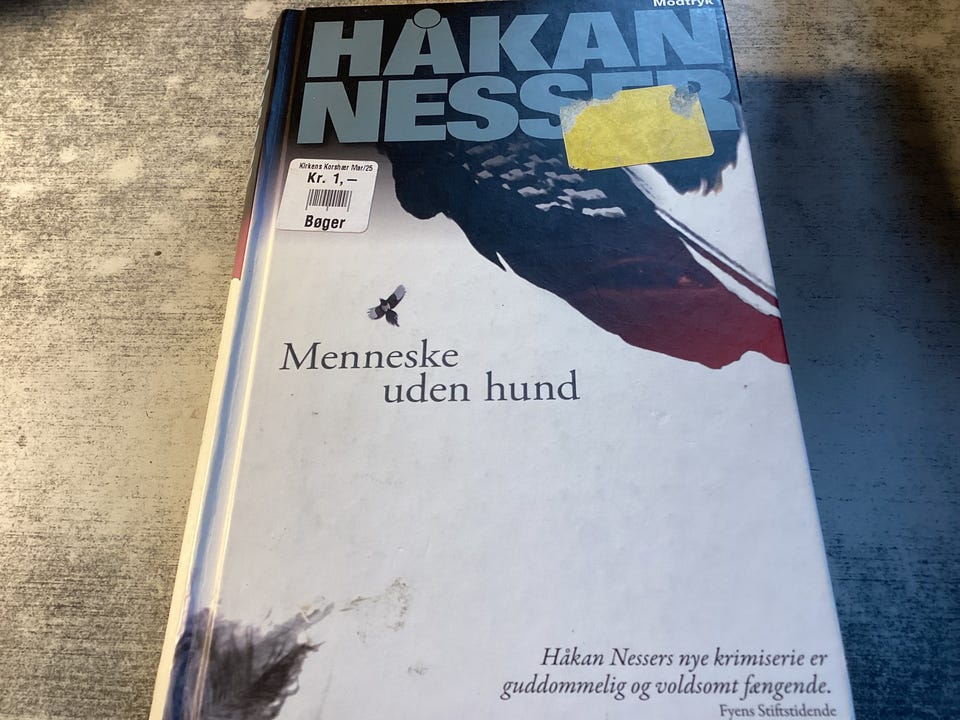 Modtryk
HÅKAN
NESSER
Kirkens Korshær Mar/25
Kr. 1,—
Bøger
Menneske
uden hund
Håkan Nessers nye krimiserie er
guddommelig og voldsomt fængende.
Fyens Stiftstidende